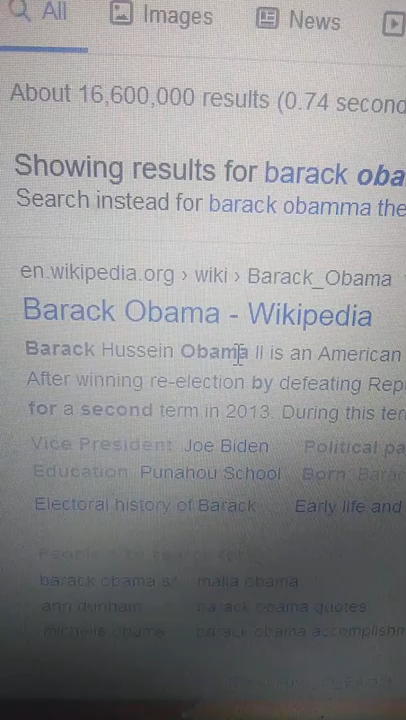 All Images News
About 16,600,000 results (0.74 second
Showing results for barack oba
Search instead for barack obamma the
en.wikipedia.org › wiki › Barack_Obama
Barack Obama - Wikipedia
Barack Hussein Obama II is an American
After winning re-election by defeating Rep
for a second term in 2013. During this ter
Vice President Joe Biden Political pa
Education Punahou School Born Barac
Electoral history of Barack Early life and
barack obama malia obama
ann dunham barack obama quotes
michelle obama barack obama accomplishm